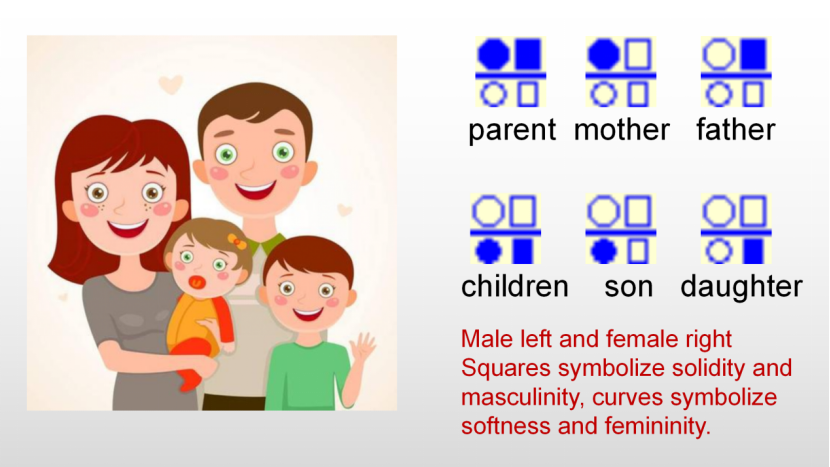 parent mother father
children son daughter
Male left and female right
Squares symbolize solidity and
masculinity, curves symbolize
softness and femininity.